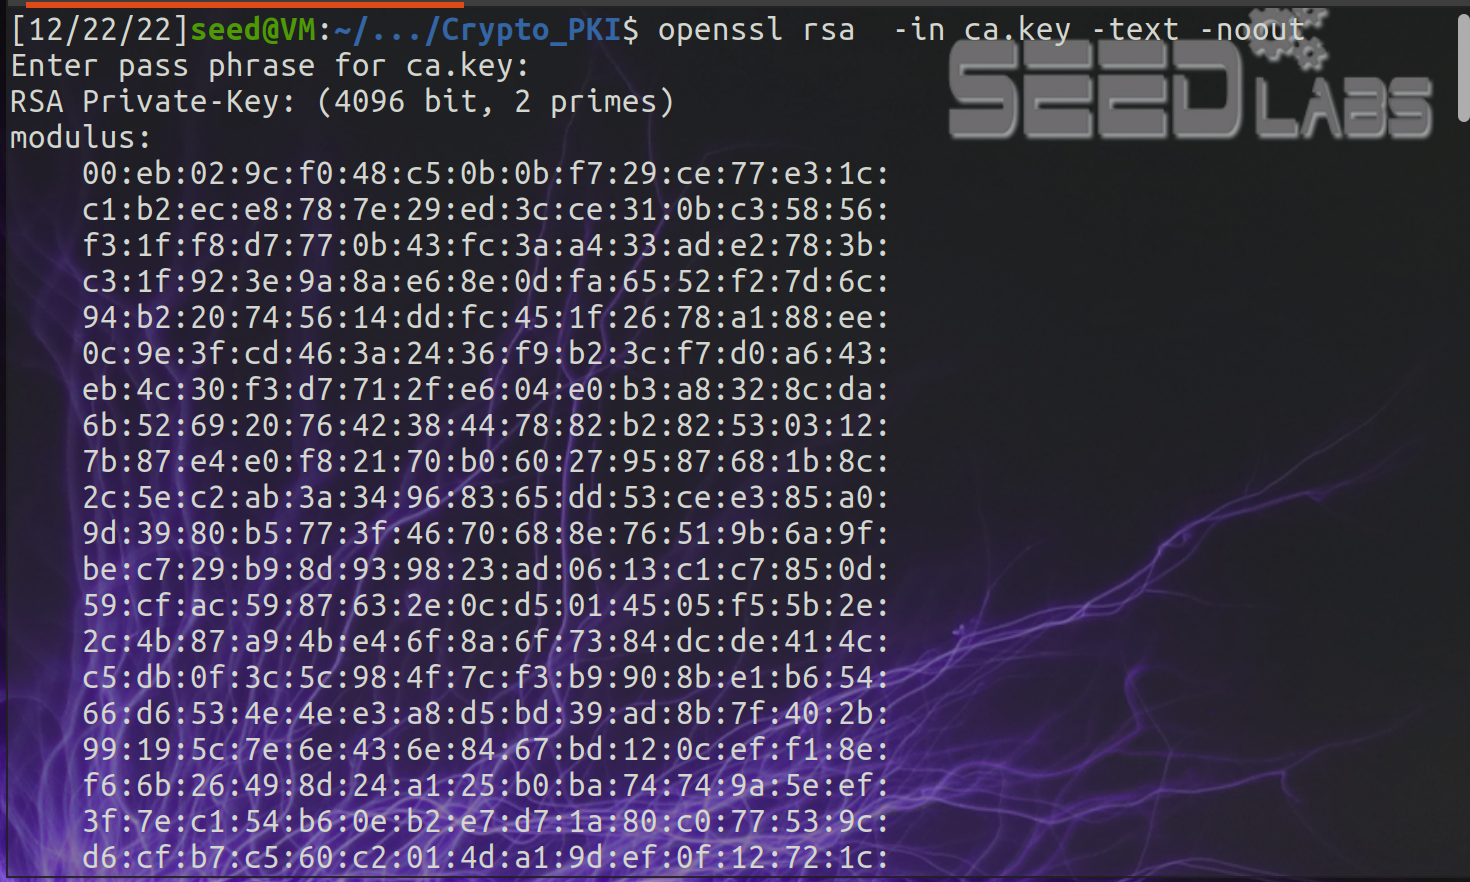 [12/22/22]seed@VM:~/.../Crypto_PKI$ openssl rsa  -in ca.key -text -noout
Enter pass phrase for ca.key:
RSA Private-Key: (4096 bit, 2 primes)
SEED LABS
modulus:
    00:eb:02:9c:f0:48:c5:0b:0b:f7:29:ce:77:e3:1c:
    c1:b2:ec:e8:78:7e:29:ed:3c:ce:31:0b:c3:58:56:
    f3:1f:f8:d7:77:0b:43:fc:3a:a4:33:ad:e2:78:3b:
    c3:1f:92:3e:9a:8a:e6:8e:0d:fa:65:52:f2:7d:6c:
    94:b2:20:74:56:14:dd:fc:45:1f:26:78:a1:88:ee:
    0c:9e:3f:cd:46:3a:24:36:f9:b2:3c:f7:d0:a6:43:
    eb:4c:30:f3:d7:71:2f:e6:04:e0:b3:a8:32:8c:da:
    6b:52:69:20:76:42:38:44:78:82:b2:82:53:03:12:
    7b:87:e4:e0:f8:21:70:b0:60:27:95:87:68:1b:8c:
    2c:5e:c2:ab:3a:34:96:83:65:dd:53:ce:e3:85:a0:
    9d:39:80:b5:77:3f:46:70:68:8e:76:51:9b:6a:9f:
    be:c7:29:b9:8d:93:98:23:ad:06:13:c1:c7:85:0d:
    59:cf:ac:59:87:63:2e:0c:d5:01:45:05:f5:5b:2e:
    2c:4b:87:a9:4b:e4:6f:8a:6f:73:84:dc:de:41:4c:
    c5:db:0f:3c:5c:98:4f:7c:f3:b9:90:8b:e1:b6:54:
    66:d6:53:4e:4e:e3:a8:d5:bd:39:ad:8b:7f:40:2b:
    99:19:5c:7e:6e:43:6e:84:67:bd:12:0c:ef:f1:8e:
    f6:6b:26:49:8d:24:a1:25:b0:ba:74:74:9a:5e:ef:
    3f:7e:c1:54:b6:0e:b2:e7:d7:1a:80:c0:77:53:9c:
    d6:cf:b7:c5:60:c2:01:4d:a1:9d:ef:0f:12:72:1c: